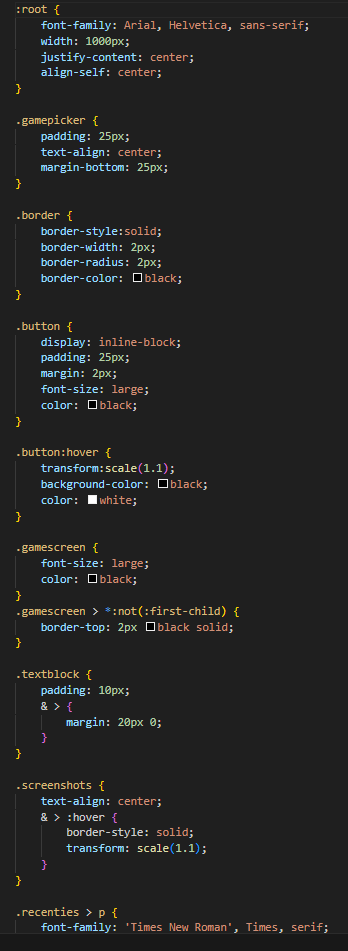 :root {
    font-family: Arial, Helvetica, sans-serif;
    width: 1000px;
    justify-content: center;
    align-self: center;
}

.gamepicker {
    padding: 25px;
    text-align: center;
    margin-bottom: 25px;
}

.border {
    border-style:solid;
    border-width: 2px;
    border-radius: 2px;
    border-color: black;
}

.button {
    display: inline-block;
    padding: 25px;
    margin: 2px;
    font-size: large;
    color: black;
}

.button:hover {
    transform:scale(1.1);
    background-color: black;
    color: white;
}

.gamescreen {
    font-size: large;
    color: black;
}
.gamescreen > *:not(:first-child) {
    border-top: 2px black solid;
}

.textblock {
    padding: 10px;
    & > {
        margin: 20px 0;
    }
}

.screenshots {
    text-align: center;
    & > :hover {
        border-style: solid;
        transform: scale(1.1);
    }
}

.recenties > p {
    font-family: 'Times New Roman', Times, serif;